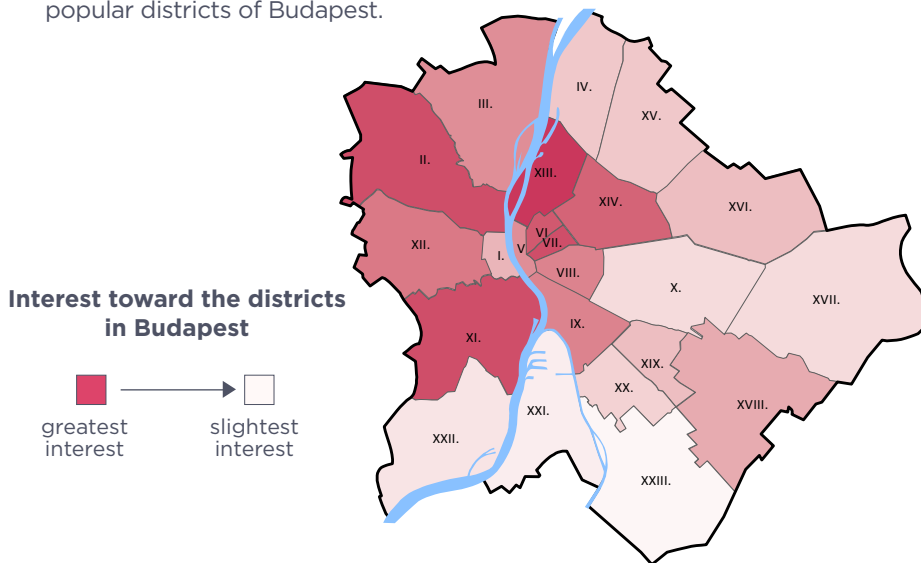 popular districts of Budapest.
III.
IV.
XV.
II.
XIII.
XIV.
XVI.
XII.
I.
V.
VI.
VII.
VIII.
X.
XVII.
Interest toward the districts
in Budapest
XI.
IX.
XIX.
XX.
XVIII.
greatest
interest
slightest
interest
XXI.
XXII.
XXIII.